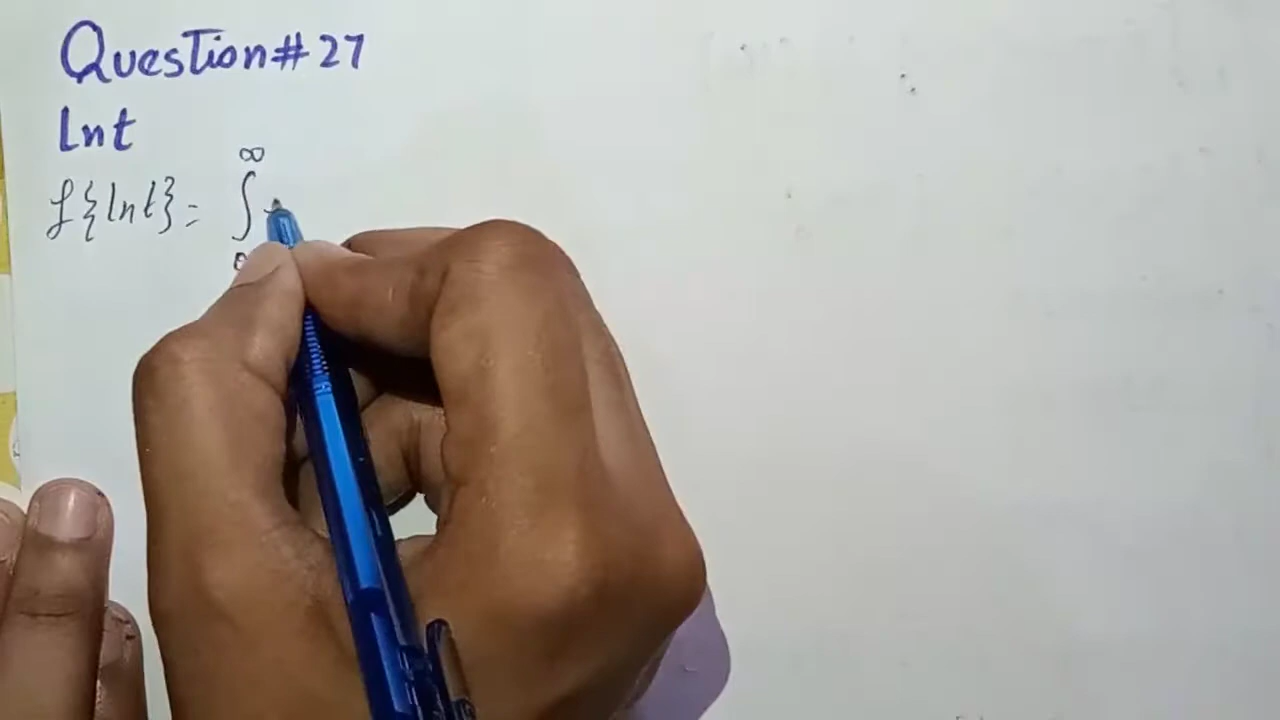 Question#27
lnt
ℒ{lnt}= ∫₀^∞